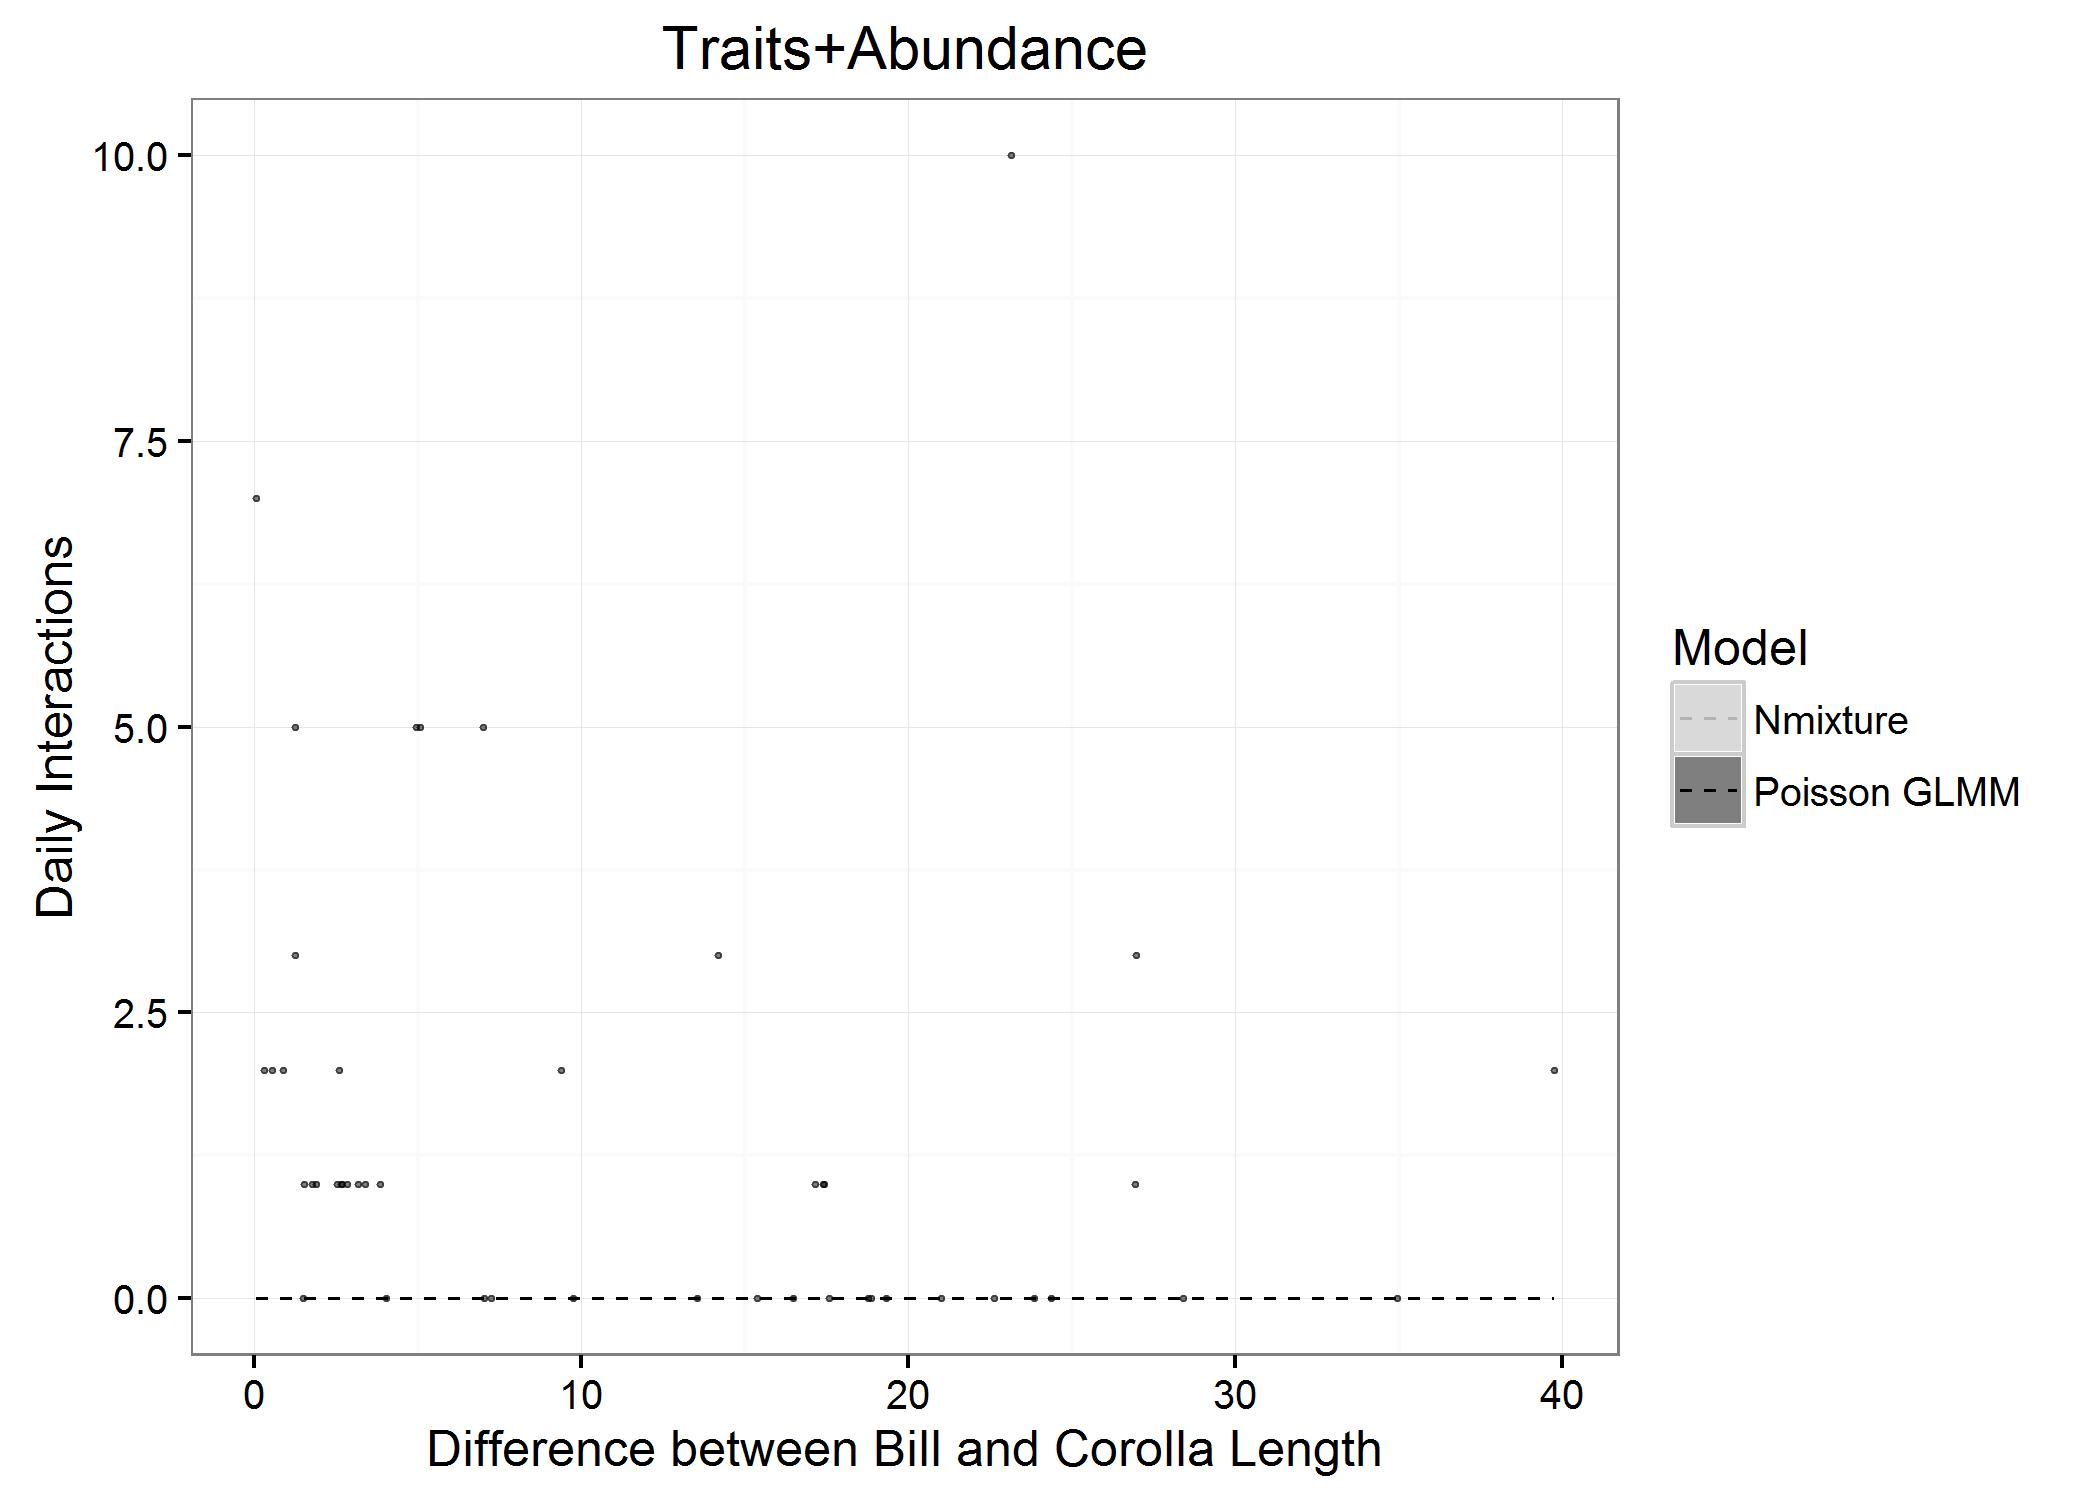 Traits+Abundance
10.0
7.5
5.0
2.5
0.0
Daily Interactions
0 10 20 30 40
Difference between Bill and Corolla Length
Model
Nmixture
Poisson GLMM